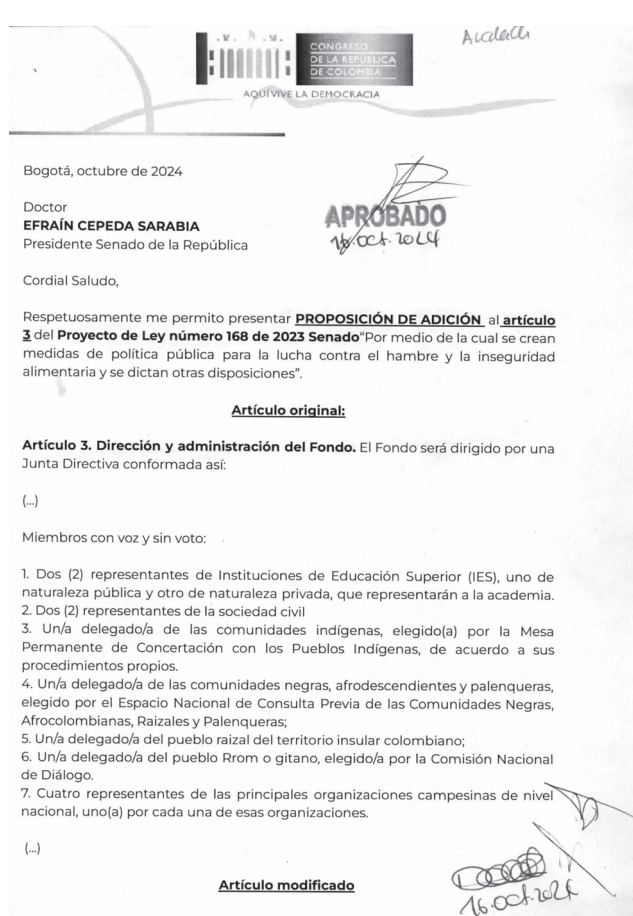 CONGRESO
DE LA REPÚBLICA
DE COLOMBIA
AQUÍ VIVE LA DEMOCRACIA
Bogotá, octubre de 2024
APROBADO
16.oct.2024
Doctor
EFRAÍN CEPEDA SARABIA
Presidente Senado de la República
Cordial Saludo,
Respetuosamente me permito presentar PROPOSICIÓN DE ADICIÓN al artículo
3 del Proyecto de Ley número 168 de 2023 Senado“Por medio de la cual se crean
medidas de política pública para la lucha contra el hambre y la inseguridad
alimentaria y se dictan otras disposiciones”.
Artículo original:
Artículo 3. Dirección y administración del Fondo. El Fondo será dirigido por una
Junta Directiva conformada así:
(...)
Miembros con voz y sin voto:
1. Dos (2) representantes de Instituciones de Educación Superior (IES), uno de
naturaleza pública y otro de naturaleza privada, que representarán a la academia.
2. Dos (2) representantes de la sociedad civil
3. Un/a delegado/a de las comunidades indígenas, elegido(a) por la Mesa
Permanente de Concertación con los Pueblos Indígenas, de acuerdo a sus
procedimientos propios.
4. Un/a delegado/a de las comunidades negras, afrodescendientes y palenqueras,
elegido por el Espacio Nacional de Consulta Previa de las Comunidades Negras,
Afrocolombianas, Raizales y Palenqueras;
5. Un/a delegado/a del pueblo raizal del territorio insular colombiano;
6. Un/a delegado/a del pueblo Rrom o gitano, elegido/a por la Comisión Nacional
de Diálogo.
7. Cuatro representantes de las principales organizaciones campesinas de nivel
nacional, uno(a) por cada una de esas organizaciones.
(...)
Artículo modificado
16.oct.2024